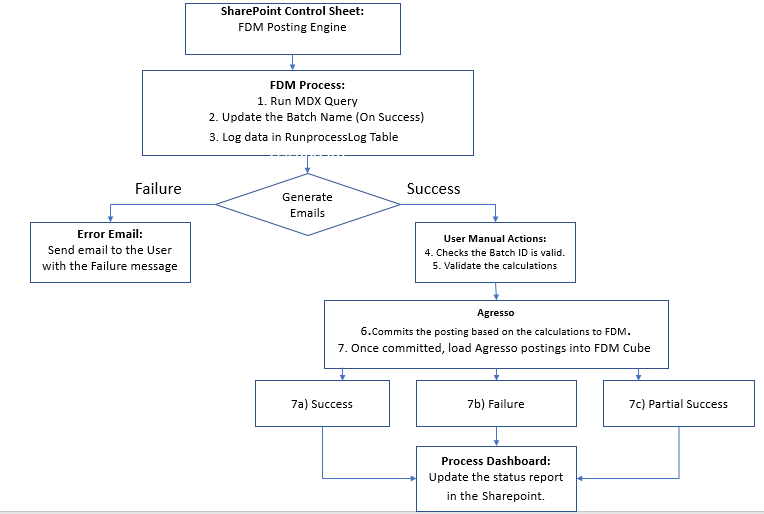 SharePoint Control Sheet:
FDM Posting Engine
FDM Process:
1. Run MDX Query
2. Update the Batch Name (On Success)
3. Log data in RunprocessLog Table
Failure
Success
Generate
Emails
Error Email:
Send email to the User
with the Failure message
User Manual Actions:
4. Checks the Batch ID is valid.
5. Validate the calculations
Agresso
6.Commits the posting based on the calculations to FDM.
7. Once committed, load Agresso postings into FDM Cube
7a) Success
7b) Failure
7c) Partial Success
Process Dashboard:
Update the status report
in the Sharepoint.